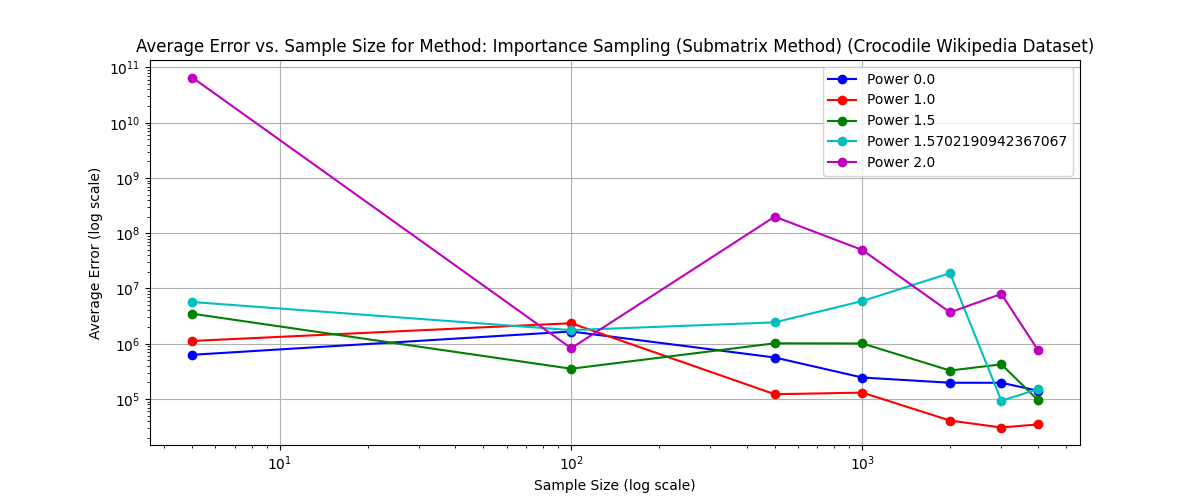 Average Error vs. Sample Size for Method: Importance Sampling (Submatrix Method) (Crocodile Wikipedia Dataset)
Power 0.0
Power 1.0
Power 1.5
Power 1.5702190942367067
Power 2.0
Average Error (log scale)
10¹¹
10¹⁰
10⁹
10⁸
10⁷
10⁶
10⁵
10¹ 10² 10³
Sample Size (log scale)